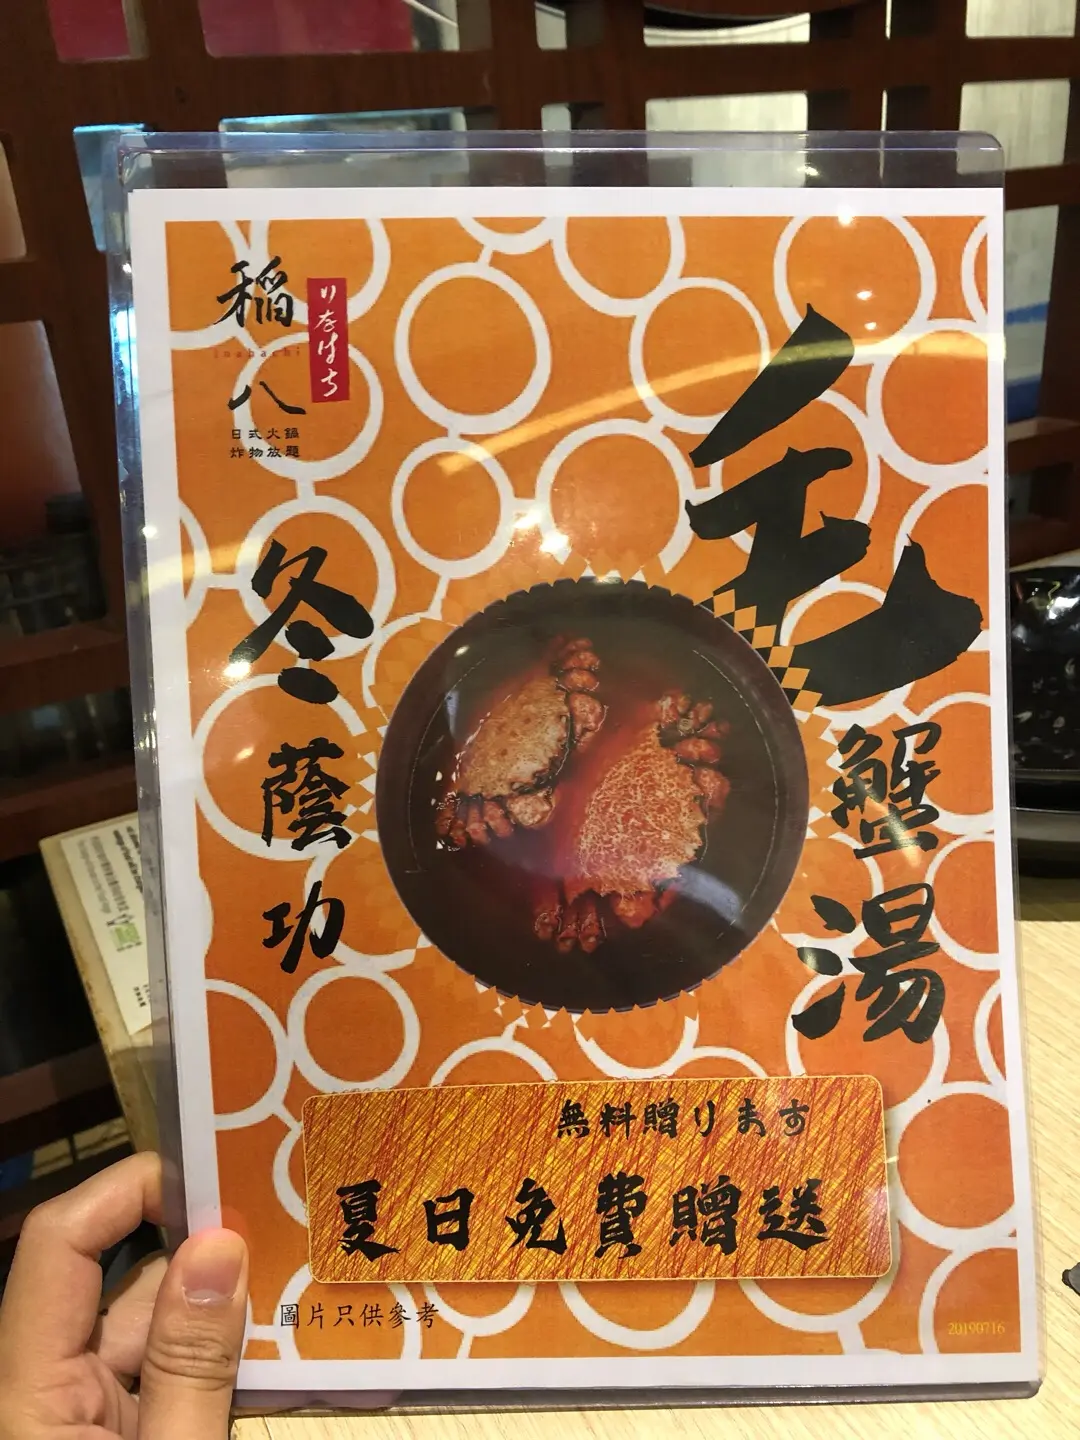 稲八
いなはち
Inahachi
日式火鍋
炸物放題
毛蟹湯
冬蔭功
無料贈ります
夏日免費贈送
圖片只供參考
20190716